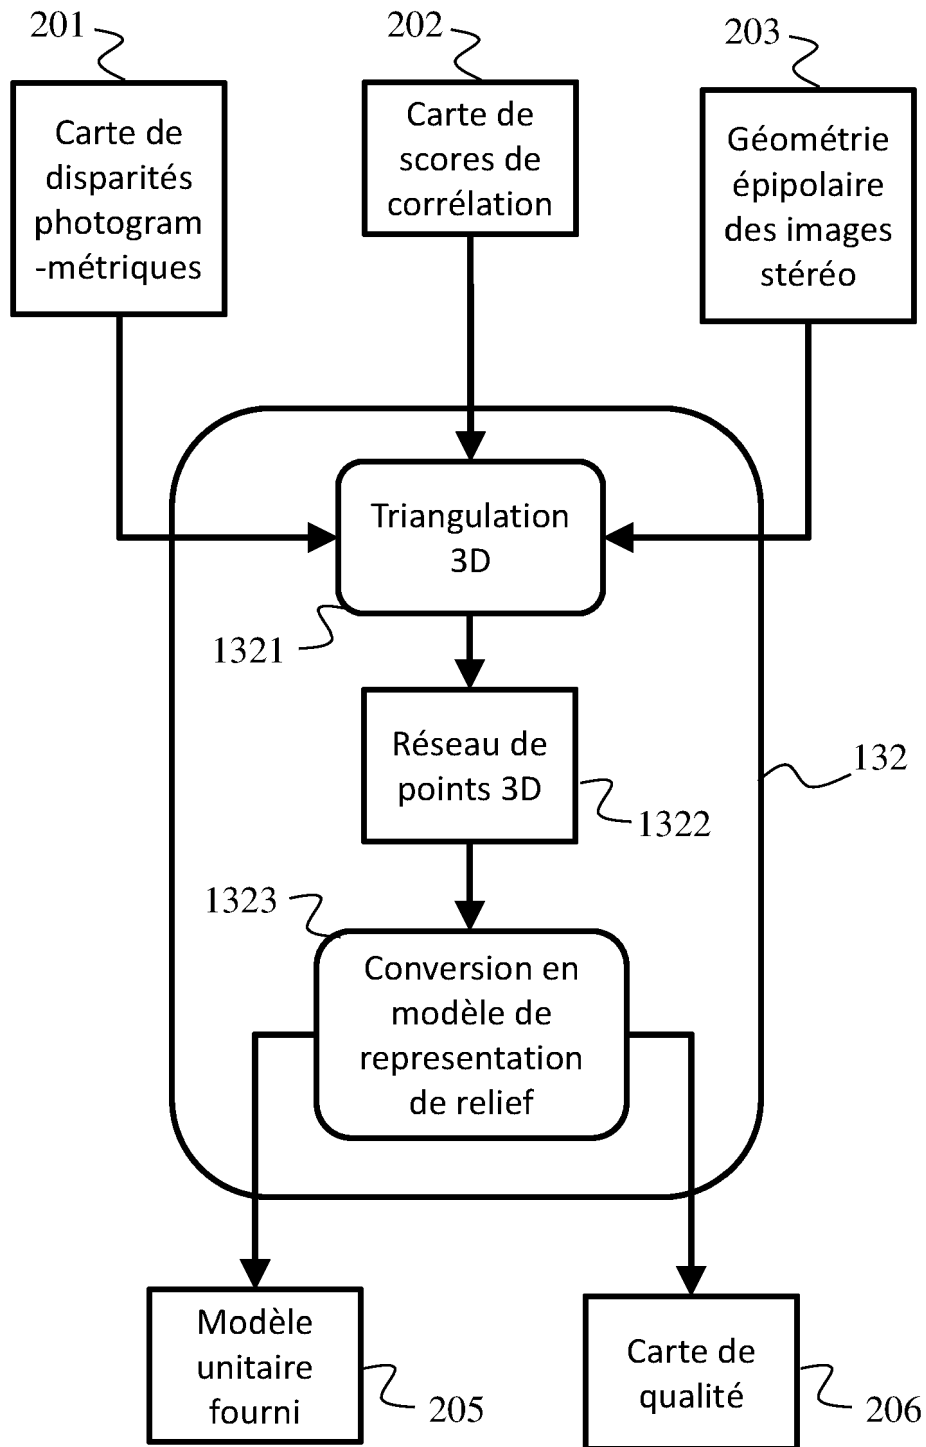 201
202
203
Carte de
disparités
photogram
-métriques
Carte de
scores de
corrélation
Géométrie
épipolaire
des images
stéréo
Triangulation
3D
1321
Réseau de
points 3D
132
1322
1323
Conversion en
modèle de
representation
de relief
Modèle
unitaire
fourni
205
Carte de
qualité
206